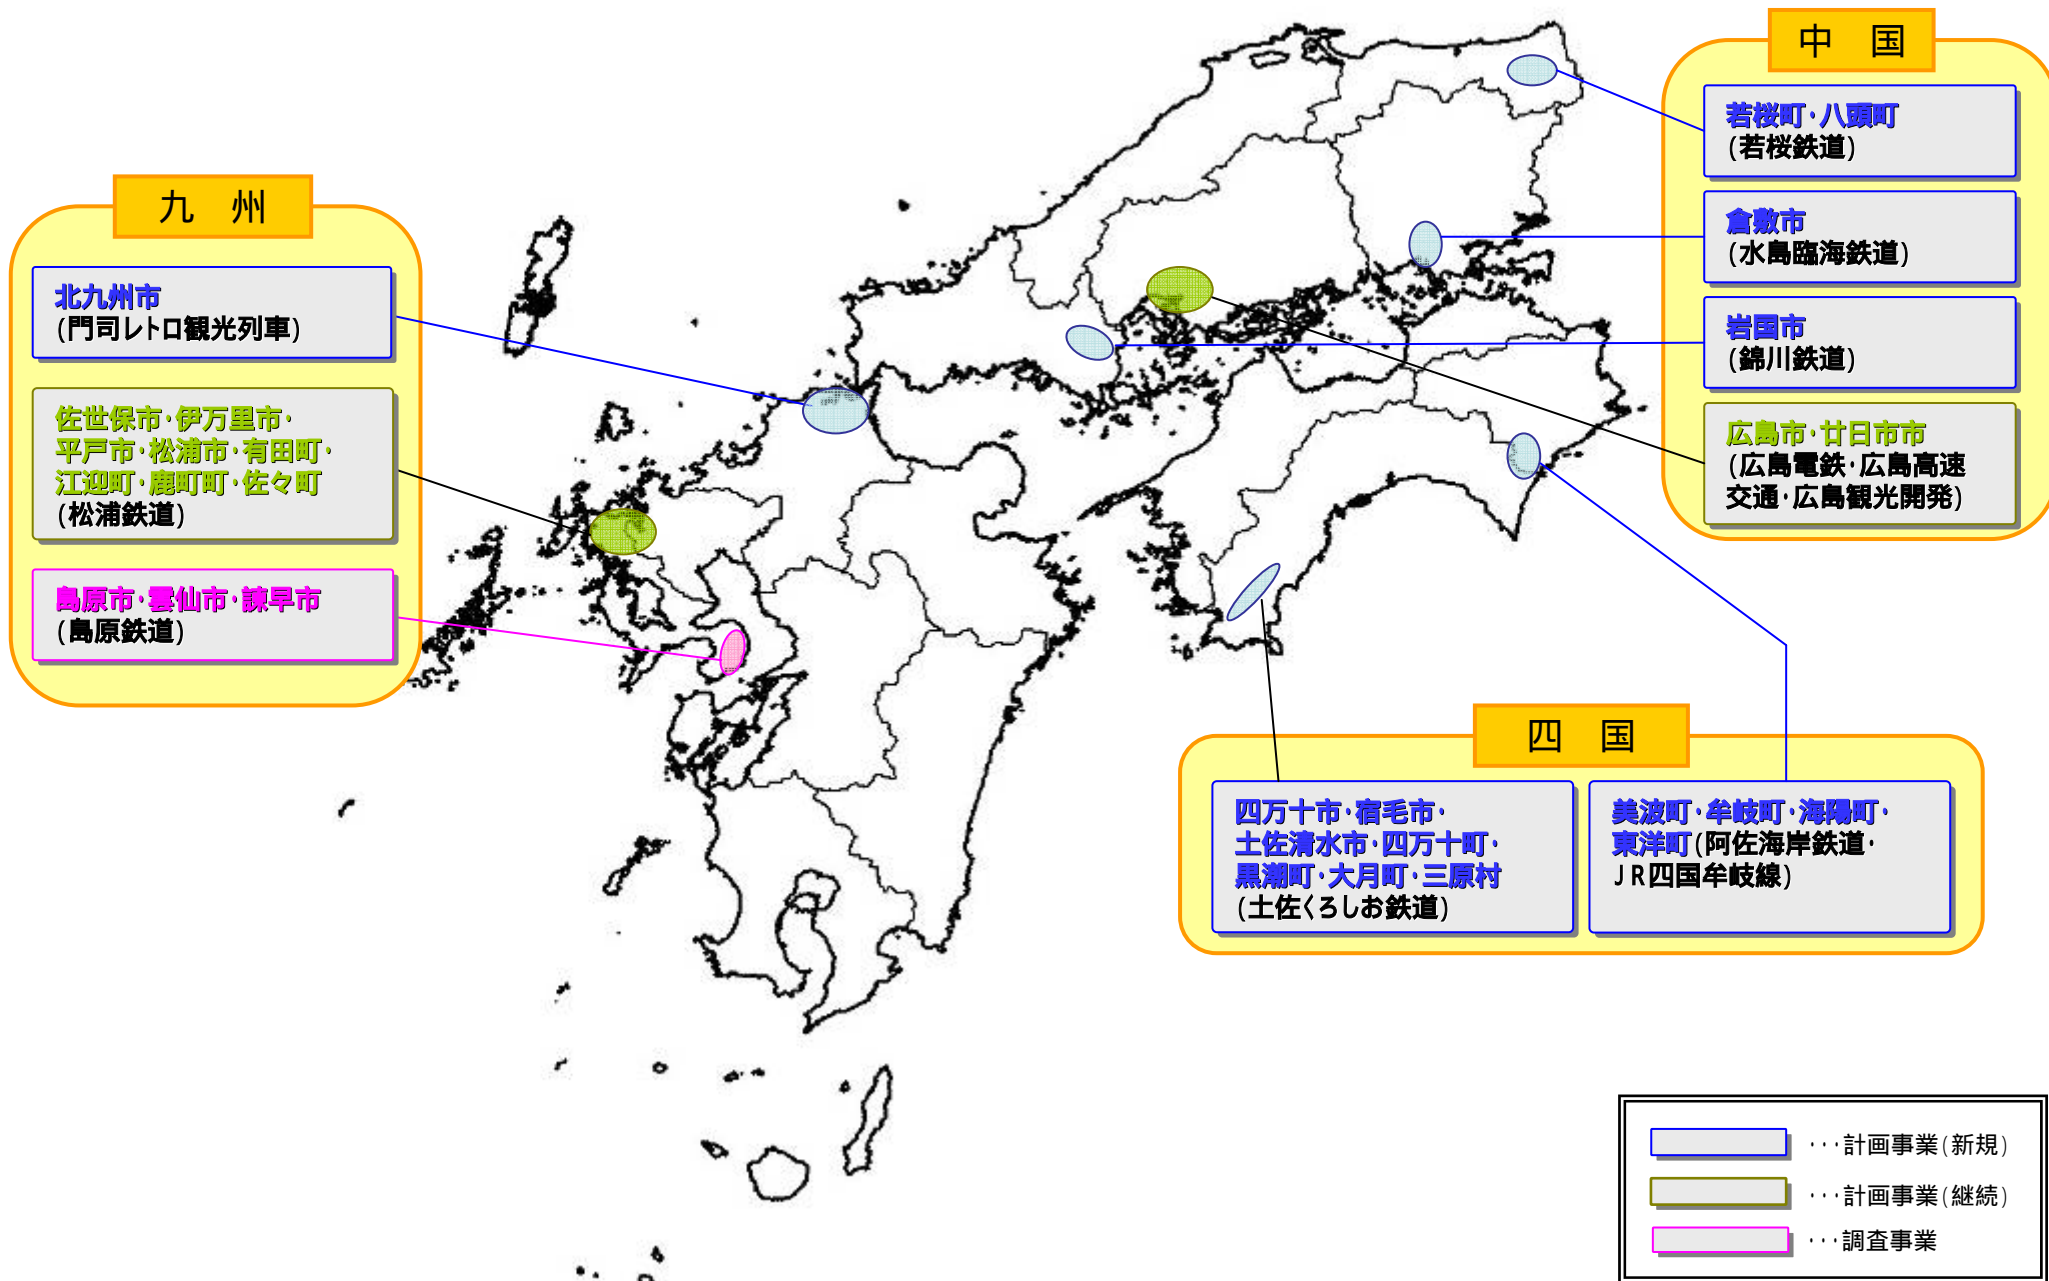 中　国
若桜町･八頭町
(若桜鉄道)
倉敷市
(水島臨海鉄道)
岩国市
(錦川鉄道)
広島市･廿日市市
(広島電鉄･広島高速
交通･広島観光開発)
九　州
北九州市
(門司レトロ観光列車)
佐世保市･伊万里市･
平戸市･松浦市･有田町･
江迎町･鹿町町･佐々町
(松浦鉄道)
島原市･雲仙市･諫早市
(島原鉄道)
四　国
四万十市･宿毛市･
土佐清水市･四万十町･
黒潮町･大月町･三原村
(土佐くろしお鉄道)
美波町･牟岐町･海陽町･
東洋町(阿佐海岸鉄道･
JR四国牟岐線)
･･･計画事業(新規)
･･･計画事業(継続)
･･･調査事業